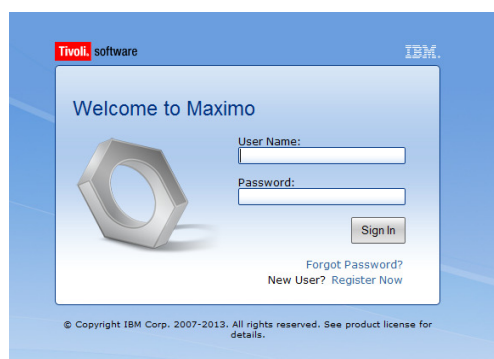 Tivoli. software
IBM.
Welcome to Maximo
User Name:
Password:
Sign In
Forgot Password?
New User? Register Now
© Copyright IBM Corp. 2007-2013. All rights reserved. See product license for
details.